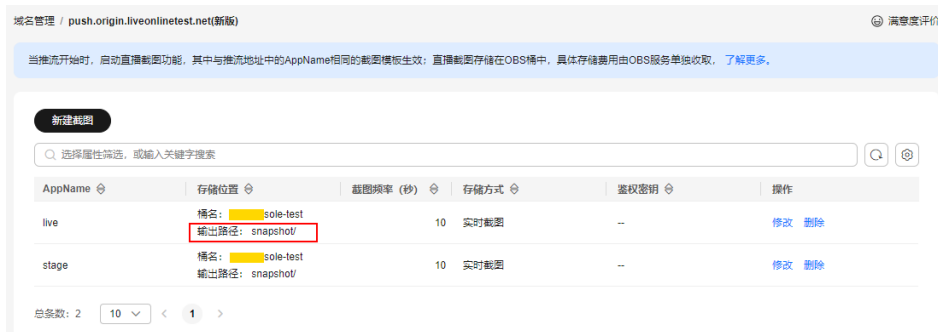 域名管理 / push.origin.liveonlinetest.net(新版) 满意度评价
当推流开始时，启动直播截图功能，其中与推流地址中的AppName相同的截图模板生效；直播截图存储在OBS桶中，具体存储费用由OBS服务单独收取， 了解更多。
新建截图
选择属性筛选，或输入关键字搜索
AppName 存储位置 截图频率（秒） 存储方式 鉴权密钥 操作
桶名： sole-test
live 10 实时截图 -- 修改 删除
输出路径： snapshot/
桶名： sole-test
stage 10 实时截图 -- 修改 删除
输出路径： snapshot/
总条数：2 10 1